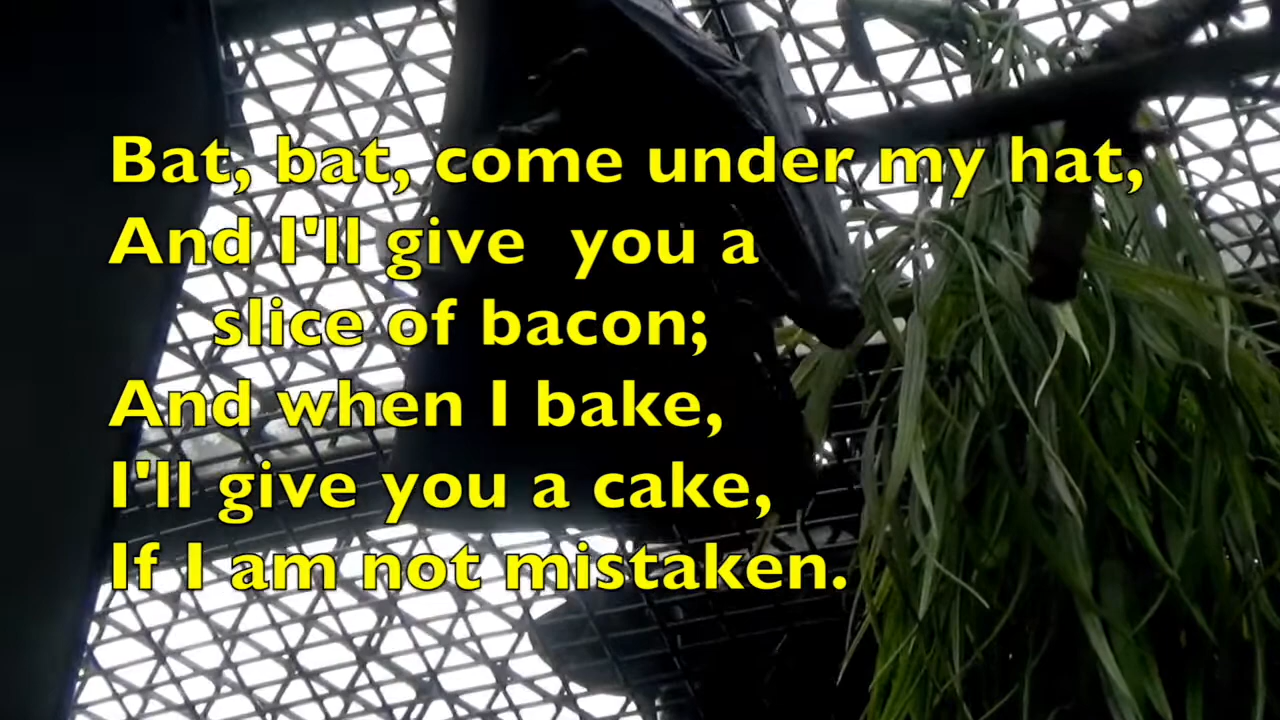 Bat, bat, come under my hat,
And I'll give  you a
slice of bacon;
And when I bake,
I'll give you a cake,
If I am not mistaken.